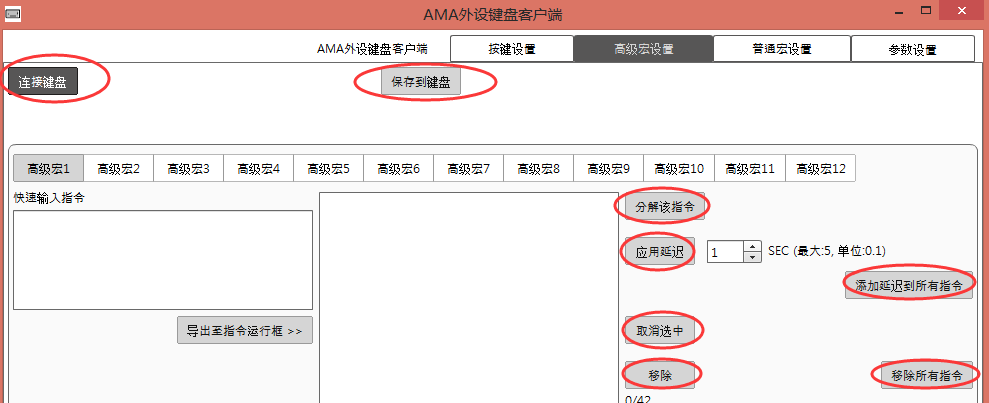 AMA外设键盘客户端
AMA外设键盘客户端 按键设置 高级宏设置 普通宏设置 参数设置
连接键盘 保存到键盘
高级宏1 高级宏2 高级宏3 高级宏4 高级宏5 高级宏6 高级宏7 高级宏8 高级宏9 高级宏10 高级宏11 高级宏12
快速输入指令
分解该指令
应用延迟 1 SEC (最大:5, 单位:0.1)
添加延迟到所有指令
导出至指令运行框 >>
取消选中
移除 移除所有指令
0/42